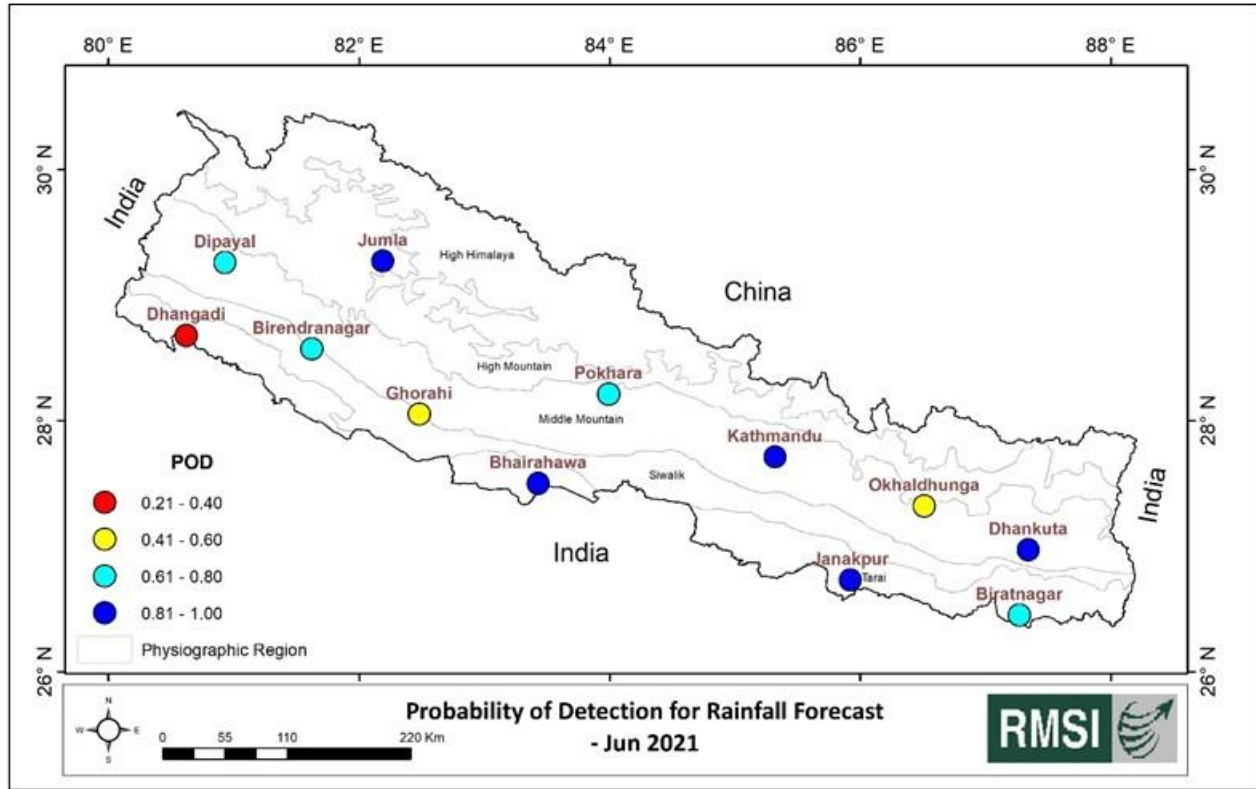 80° E 82° E 84° E 86° E 88° E
30° N 30° N
India
Dipayal Jumla
High Himalaya
China
Dhangadi
Birendranagar
High Mountain Pokhara
Ghorahi
Middle Mountain
28° N 28° N
Kathmandu
POD
Bhairahawa
Siwalik
Okhaldhunga
India
0.21 - 0.40
Dhankuta
0.41 - 0.60
India
Janakpur
Tarai
0.61 - 0.80
Biratnagar
0.81 - 1.00
Physiographic Region
26° N 26° N
N
W E
S
0 55 110 220 Km
Probability of Detection for Rainfall Forecast
- Jun 2021
RMSI